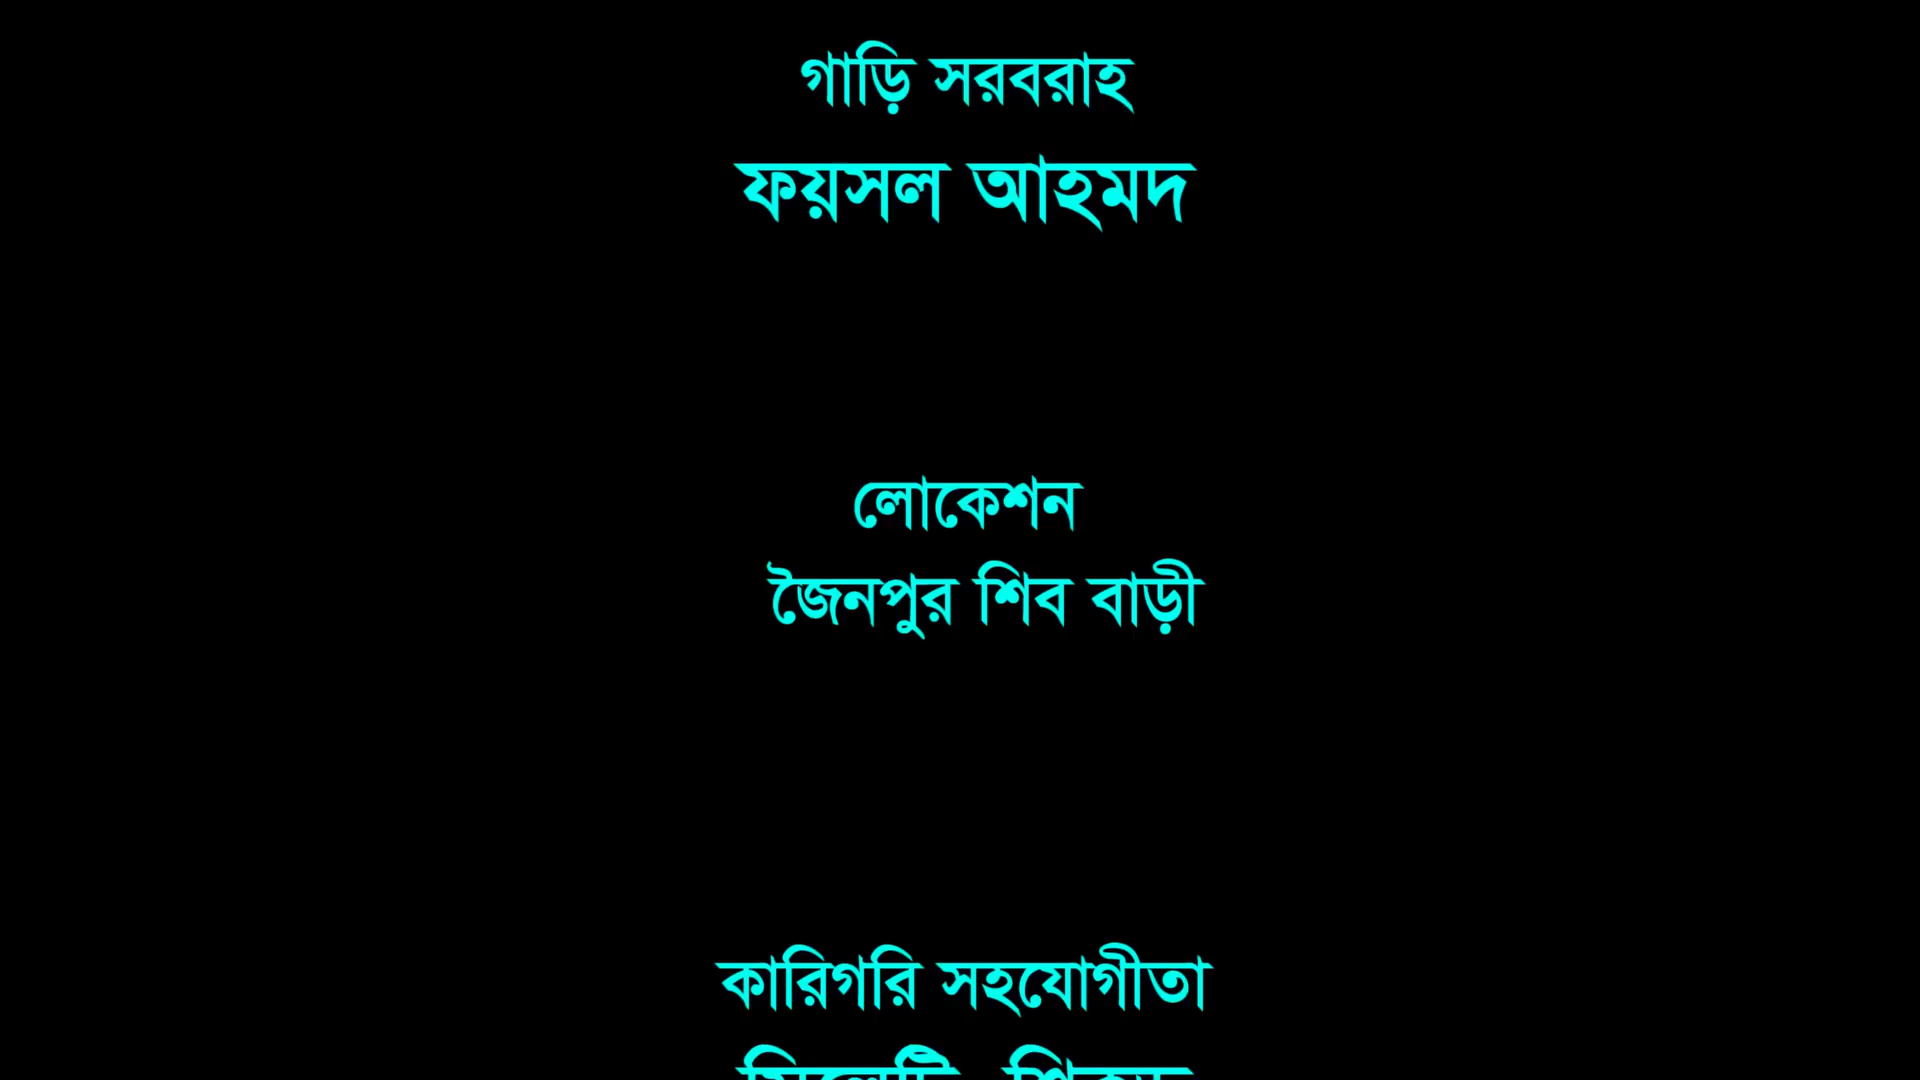 গাড়ি সরবরাহ
ফয়সল আহমদ
লোকেশন
জৈনপুর শিব বাড়ী
কারিগরি সহযোগীতা